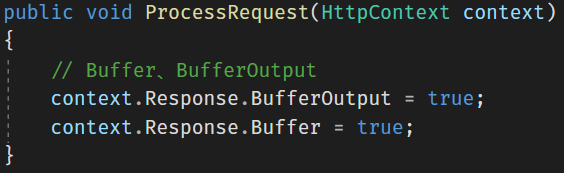 public void ProcessRequest(HttpContext context)
{
    // Buffer、BufferOutput
    context.Response.BufferOutput = true;
    context.Response.Buffer = true;
}